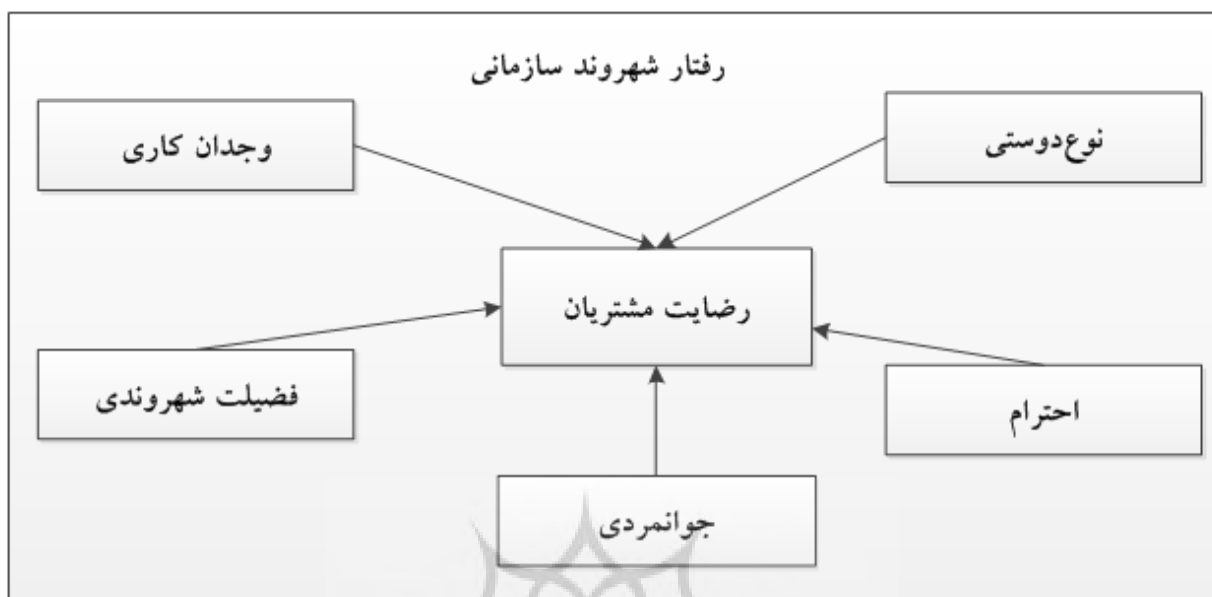 رفتار شهروند سازمانی
نوع‌دوستی
وجدان کاری
رضایت مشتریان
فضیلت شهروندی
احترام
جوانمردی